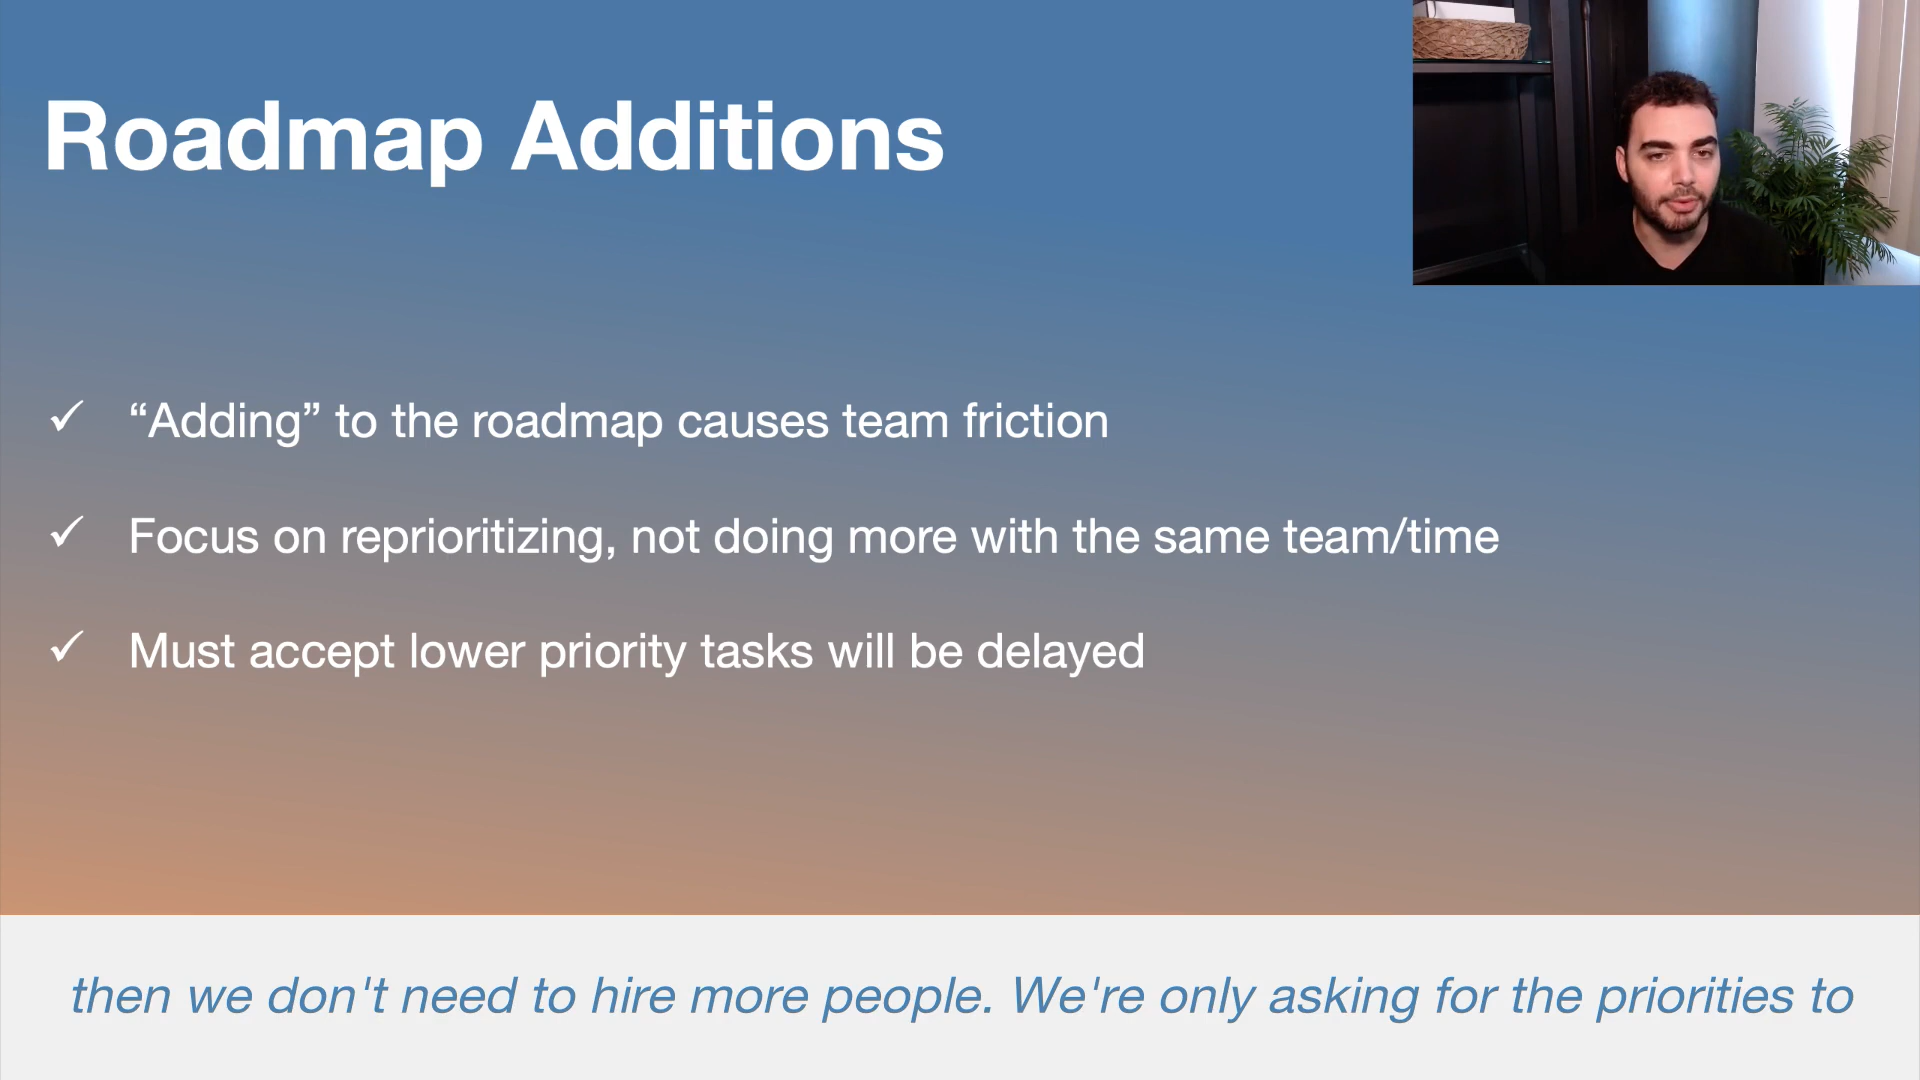 Roadmap Additions
✓ “Adding” to the roadmap causes team friction
✓ Focus on reprioritizing, not doing more with the same team/time
✓ Must accept lower priority tasks will be delayed
then we don't need to hire more people. We're only asking for the priorities to